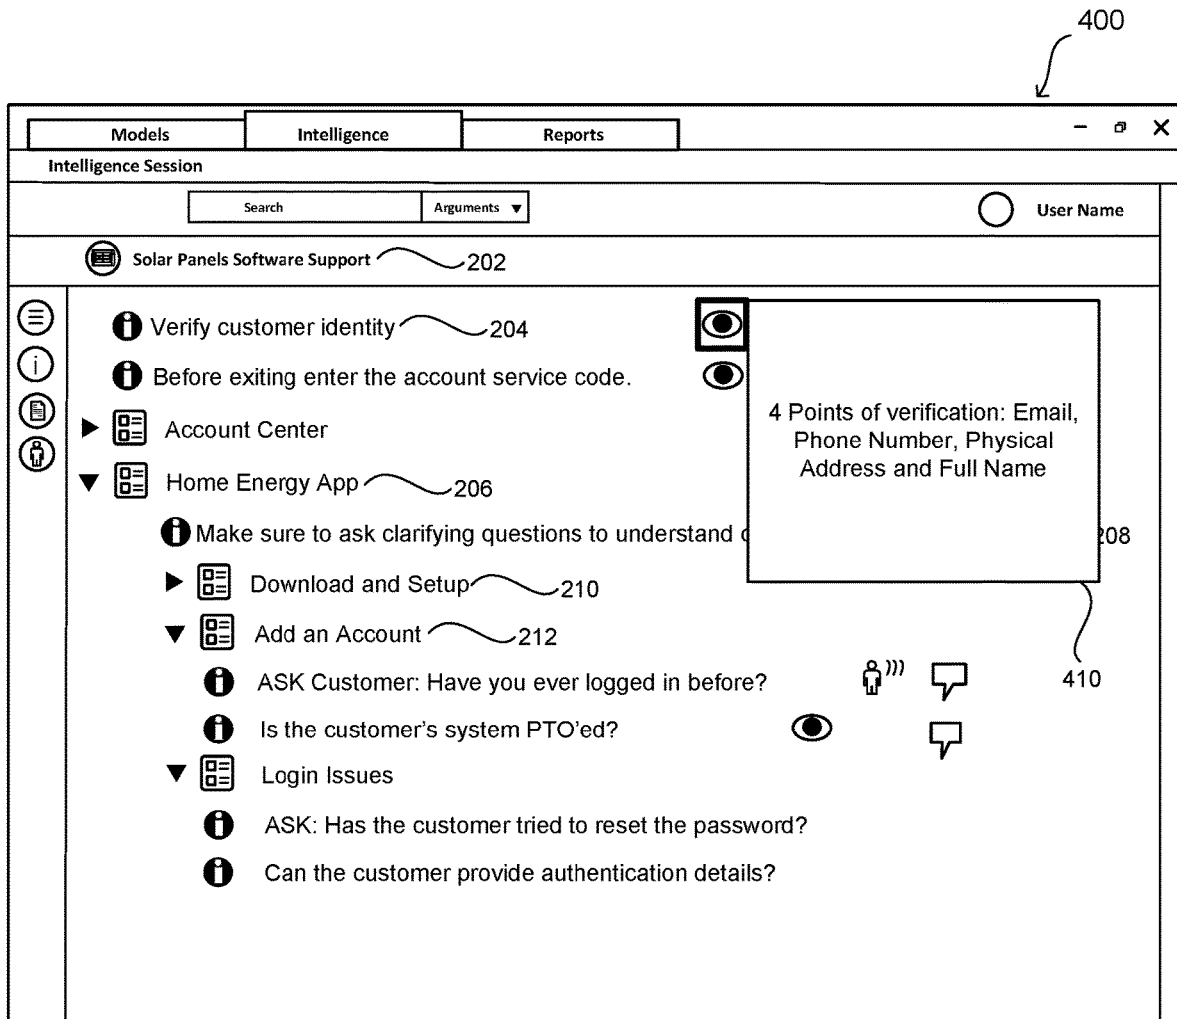 400
Models Intelligence Reports
Intelligence Session
Search Arguments User Name
Solar Panels Software Support 202
Verify customer identity 204
Before exiting enter the account service code.
4 Points of verification: Email,
Phone Number, Physical
Address and Full Name
Account Center
Home Energy App 206
Make sure to ask clarifying questions to understand 208
Download and Setup 210
Add an Account 212
410
ASK Customer: Have you ever logged in before?
Is the customer's system PTO'ed?
Login Issues
ASK: Has the customer tried to reset the password?
Can the customer provide authentication details?